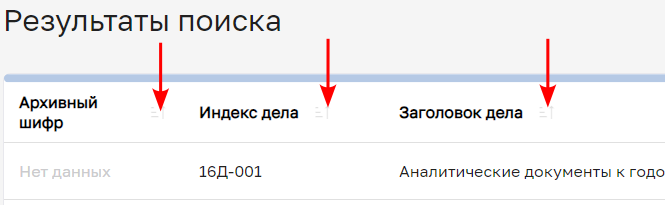 Результаты поиска
Архивный
шифр
Индекс дела
Заголовок дела
Нет данных
16Д-001
Аналитические документы к годо